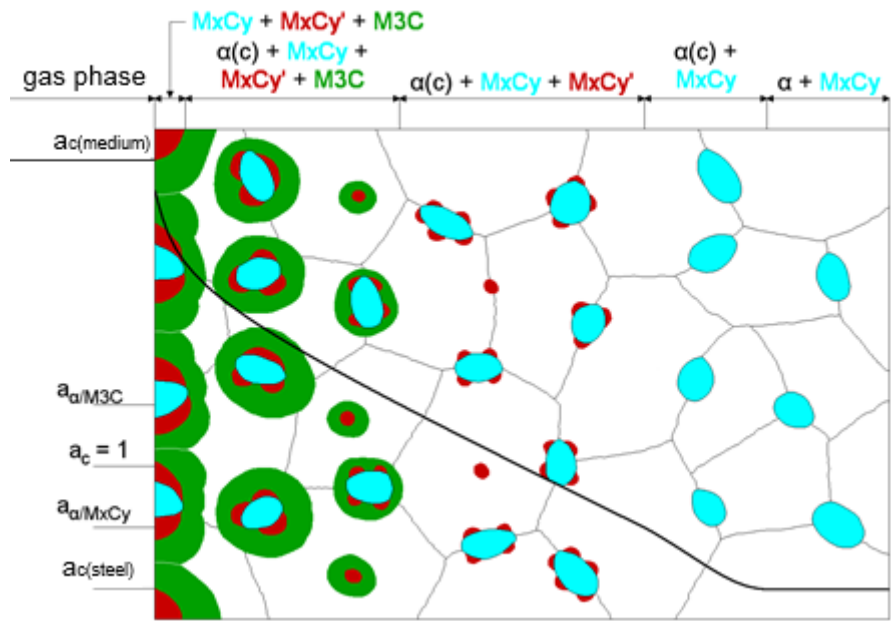 MxCy + MxCy' + M3C
α(c) + MxCy +
MxCy' + M3C
gas phase
α(c) + MxCy + MxCy'
α(c) +
MxCy
α + MxCy
ac(medium)
aα/M3C
ac = 1
aα/MxCy
ac(steel)